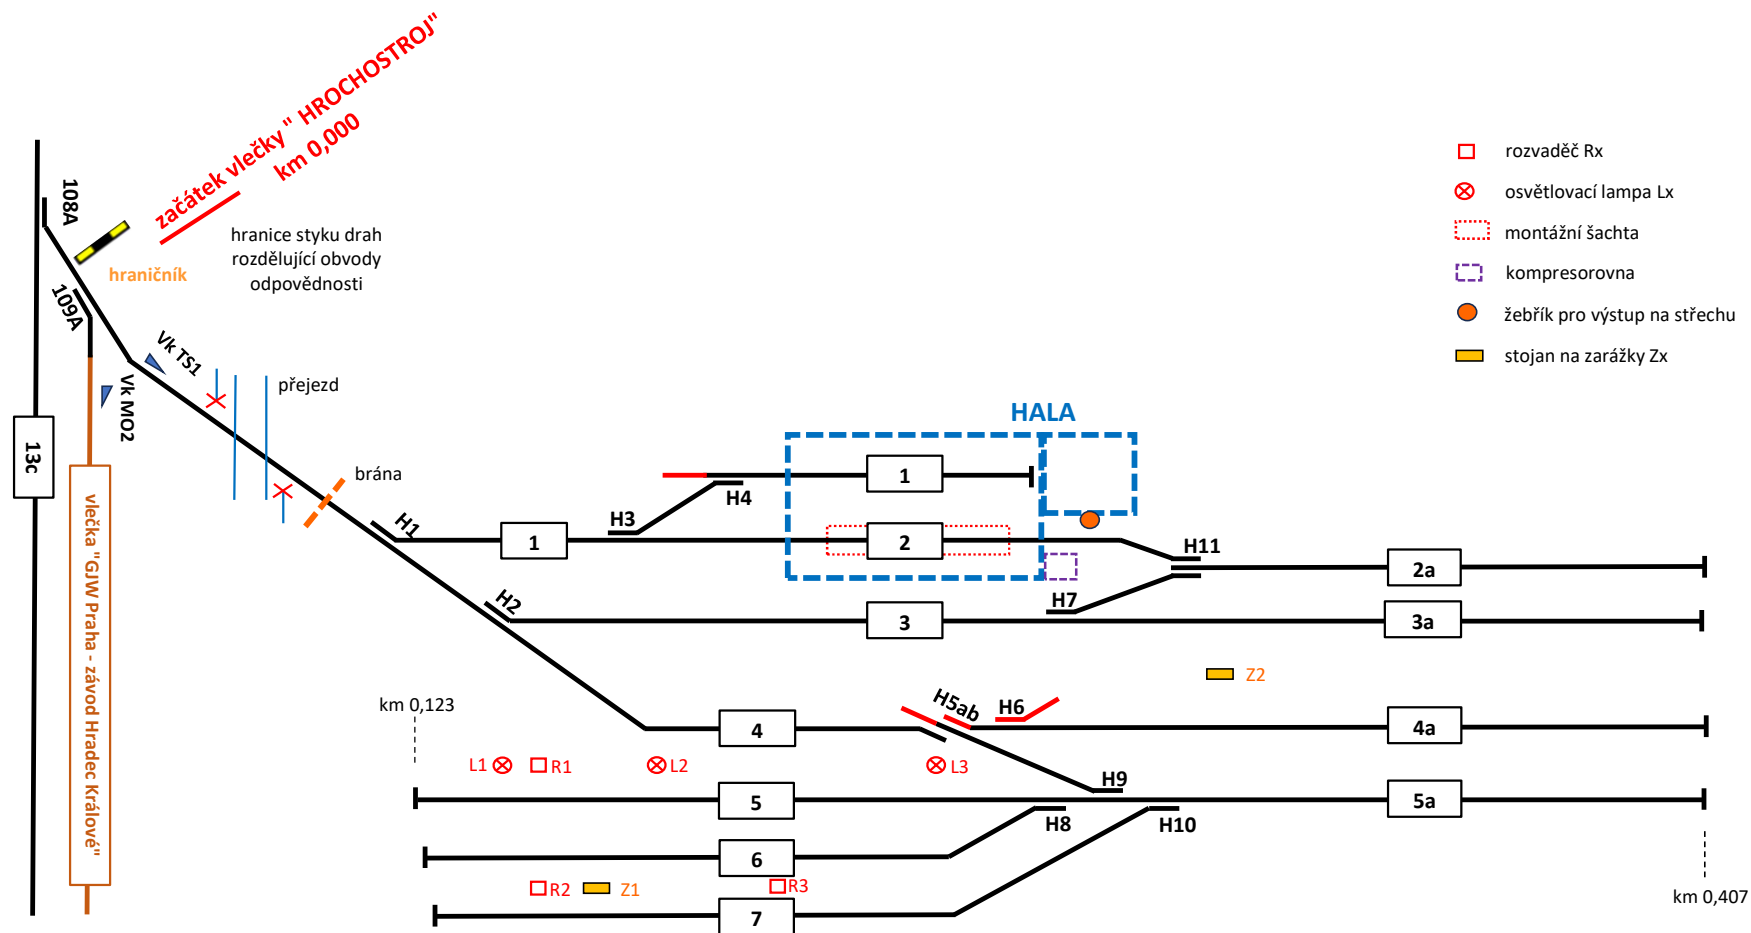 začátek vlečky " HROCHOSTROJ"
km 0,000
108A
hraničník
hranice styku drah
rozdělující obvody
odpovědnosti
109A
Vk TS1
Vk MO2
přejezd
brána
13c
vlečka "GJW Praha - závod Hradec Králové"
rozvaděč Rx
osvětlovací lampa Lx
montážní šachta
kompresorovna
žebřík pro výstup na střechu
stojan na zarážky Zx
HALA
1
H4
H3
H1
1
2
H11
2a
H7
H2
3
3a
Z2
km 0,123
H5ab
H6
4
4a
L1
R1
L2
L3
H9
5
5a
H8
H10
6
R2
Z1
R3
7
km 0,407